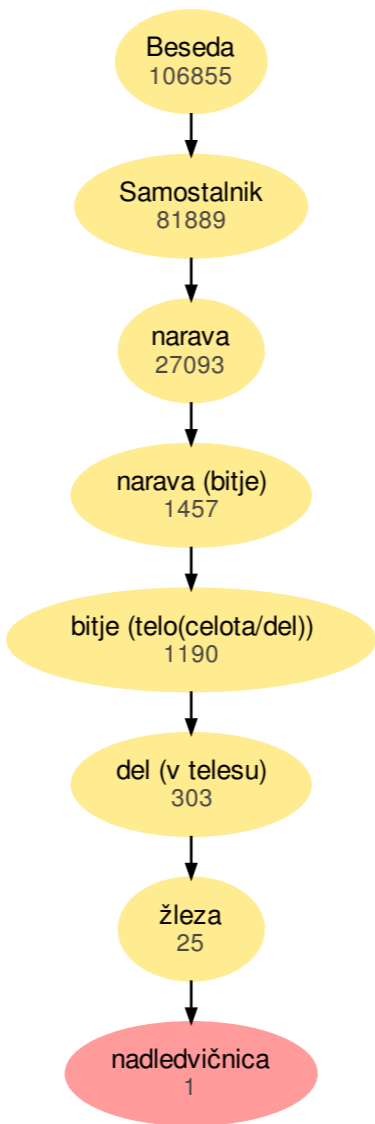 Beseda
106855
Samostalnik
81889
narava
27093
narava (bitje)
1457
bitje (telo(celota/del))
1190
del (v telesu)
303
žleza
25
nadledvičnica
1